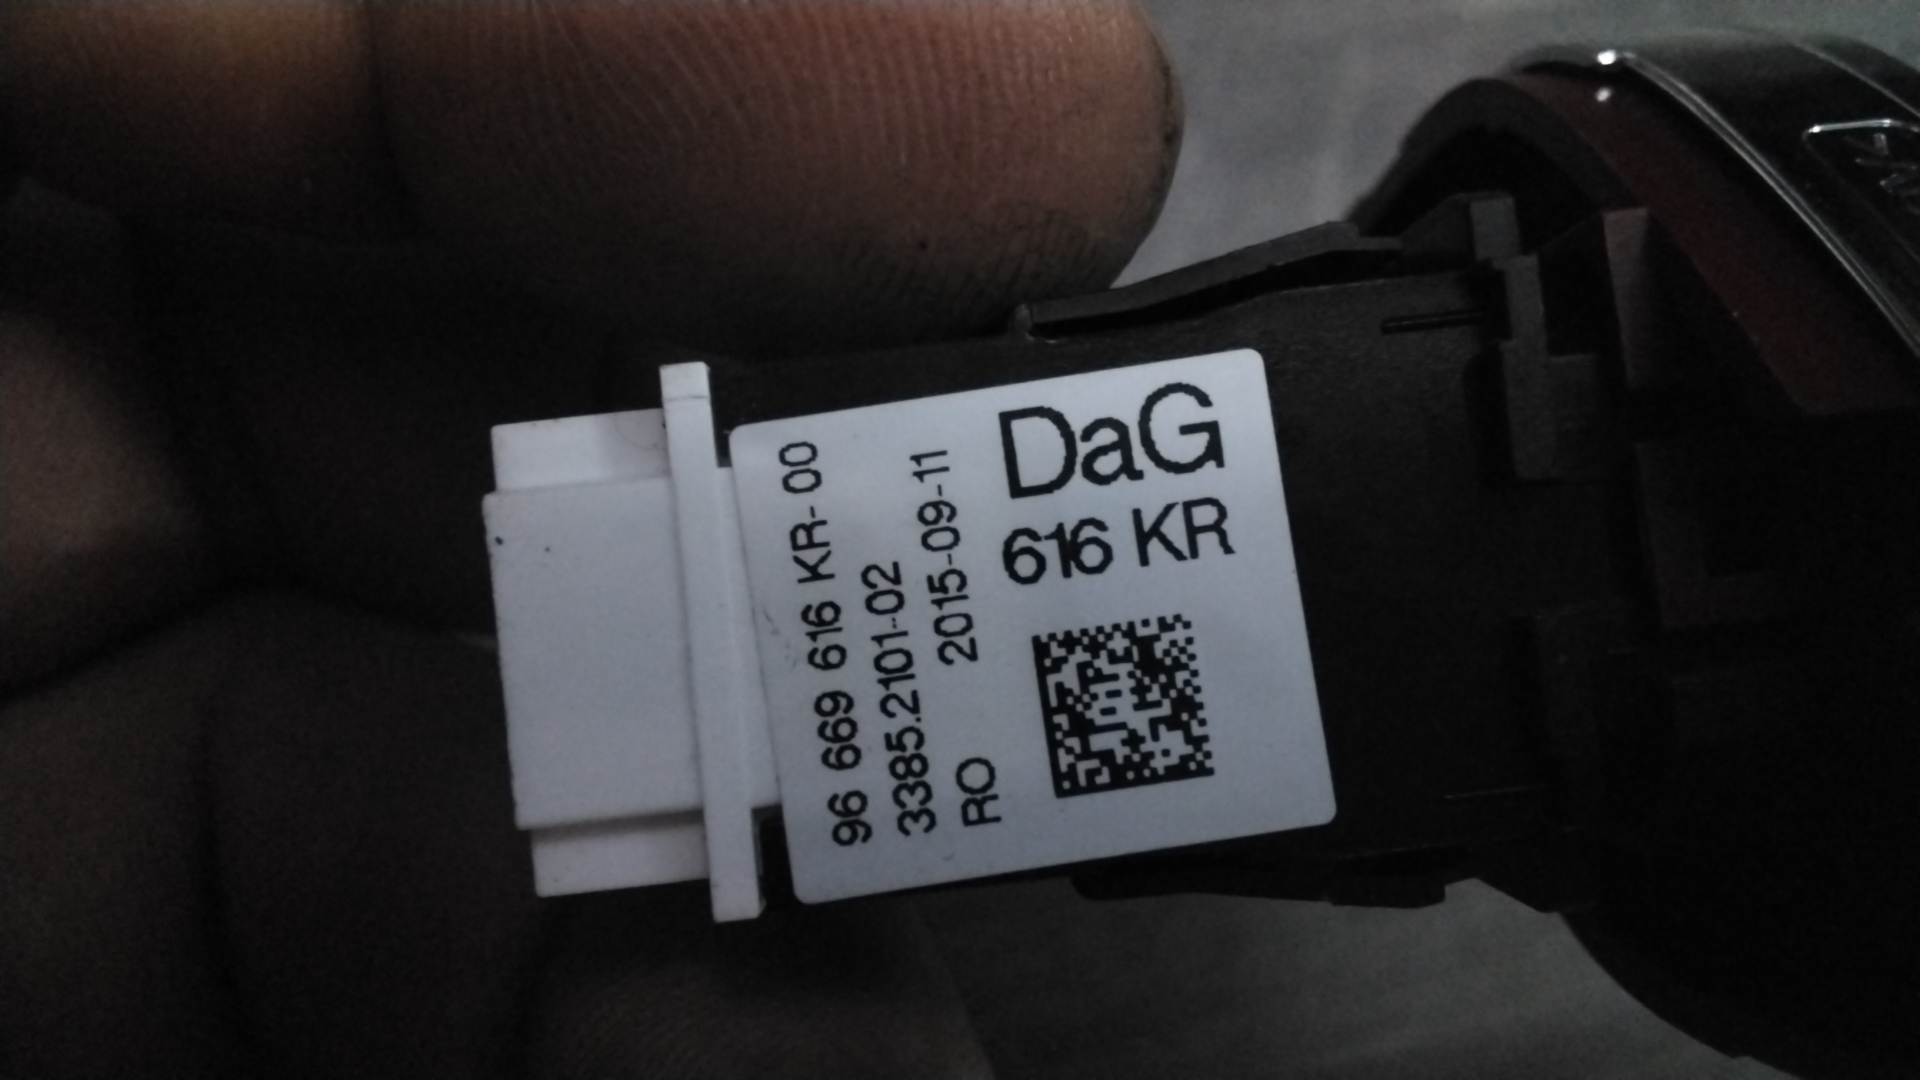 DaG
616 KR
96 669 616 KR-00
3385.2101-02
RO 2015-09-11